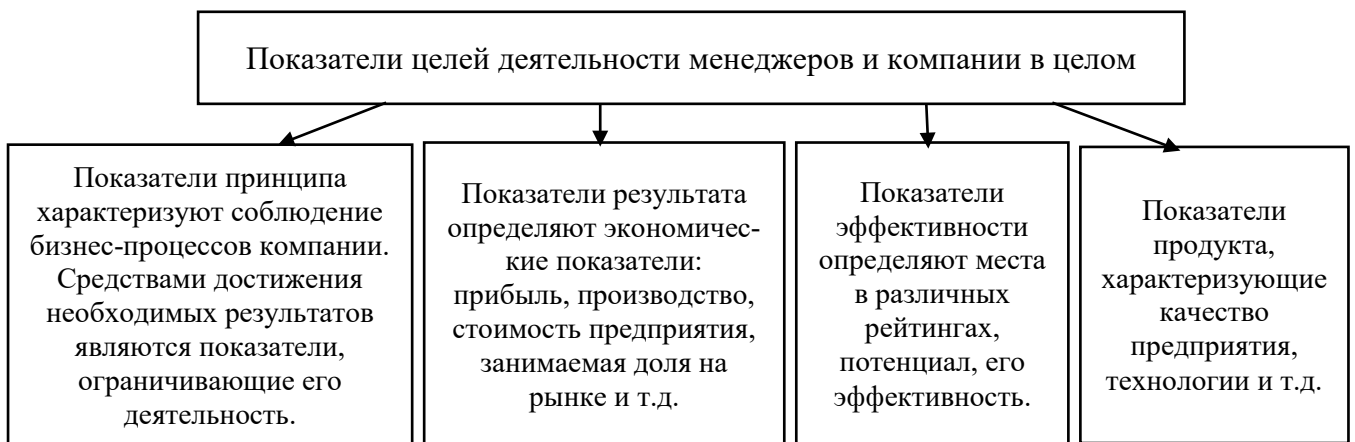 Показатели целей деятельности менеджеров и компании в целом
Показатели принципа
характеризуют соблюдение
бизнес-процессов компании.
Средствами достижения
необходимых результатов
являются показатели,
ограничивающие его
деятельность.
Показатели результата
определяют экономичес-
кие показатели:
прибыль, производство,
стоимость предприятия,
занимаемая доля на
рынке и т.д.
Показатели
эффективности
определяют места
в различных
рейтингах,
потенциал, его
эффективность.
Показатели
продукта,
характеризующие
качество
предприятия,
технологии и т.д.